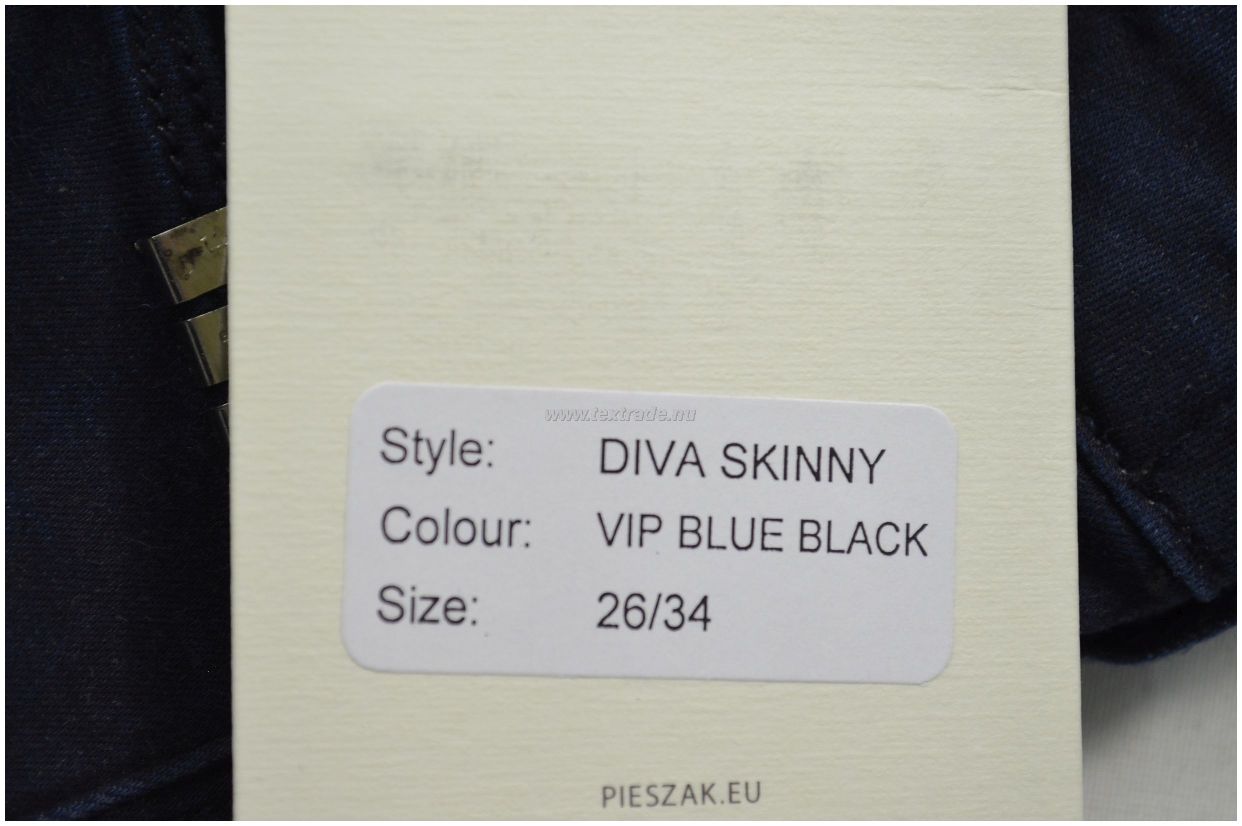 www.textrade.nu
Style: DIVA SKINNY
Colour: VIP BLUE BLACK
Size: 26/34
PIESZAK.EU